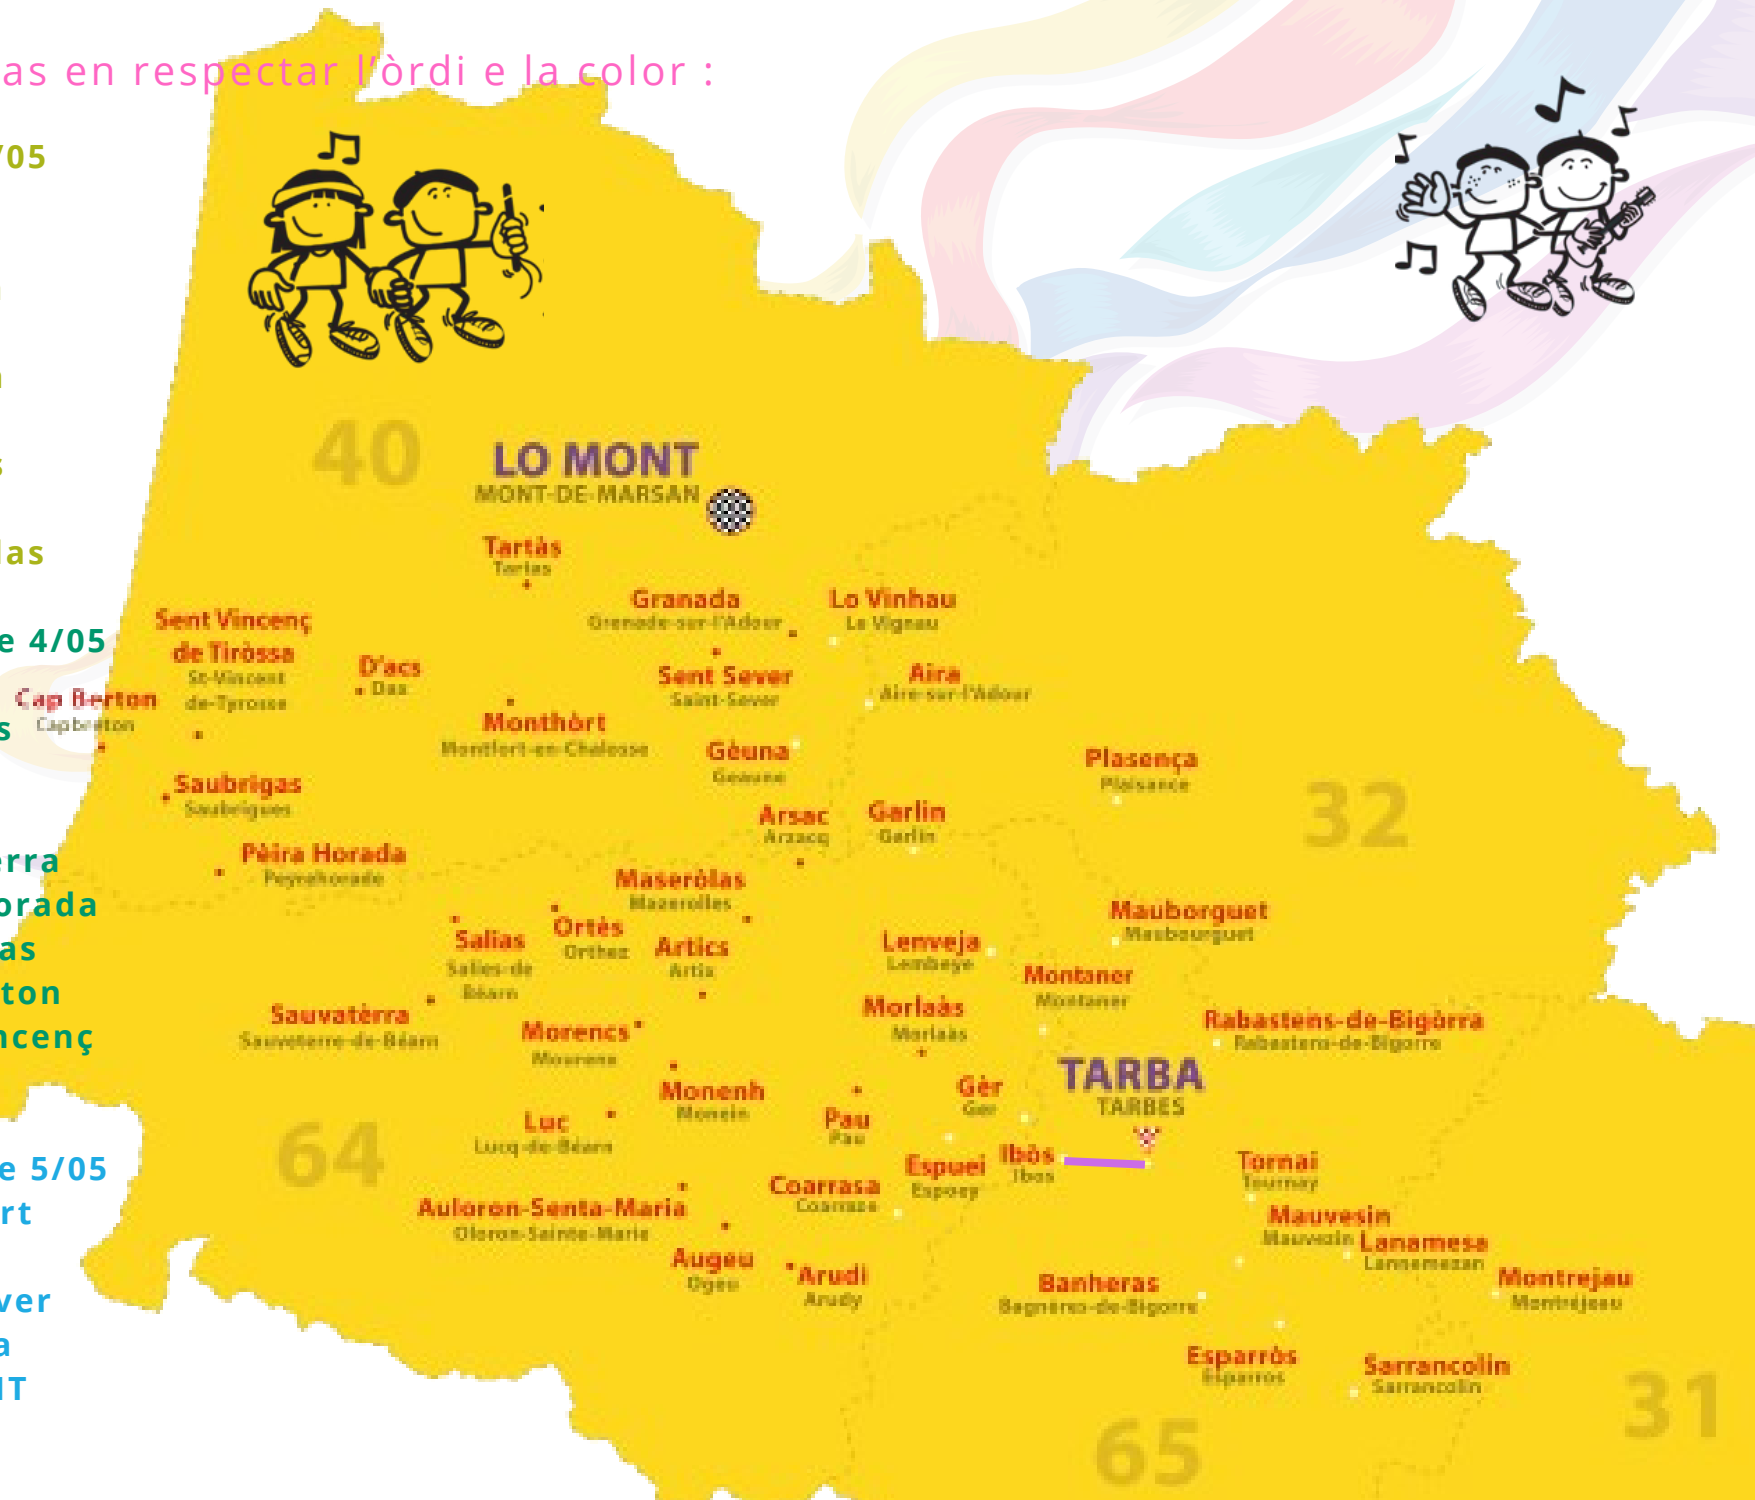 as en respectar l'òrdi e la color :
/05
s
las
e 4/05
s
erra
orada
as
ton
ncenç
e 5/05
rt
ver
a
IT
40
LO MONT
MONT-DE-MARSAN
Tartàs
Tartas
Granada
Grenade-sur-l'Adour
Lo Vinhau
Le Vignau
Sent Vincenç
de Tiròssa
St-Vincent
de-Tyrosse
D'acs
Dax
Sent Sever
Saint-Sever
Aira
Aire-sur-l'Adour
Cap Berton
Capbreton
Monthòrt
Montfort-en-Chalosse
Gèuna
Geaune
Plasença
Plaisance
32
Saubrigas
Saubrigues
Arsac
Arzacq
Garlin
Garlin
Pèira Horada
Peyrehorade
Maseròlas
Mazerolles
Mauborguet
Maubourguet
Salias
Salies-de
Béarn
Ortès
Orthez
Artics
Artix
Lenveja
Lembeye
Montaner
Montaner
Sauvatèrra
Sauveterre-de-Béarn
Morencs
Mourenx
Morlaàs
Morlaàs
Rabastens-de-Bigòrra
Rabastens-de-Bigorre
TARBA
TARBES
Monenh
Monein
Gèr
Ger
64
Luc
Lucq-de-Béarn
Pau
Pau
Espuei
Espoey
Ibòs
Ibos
Tornai
Tournay
Coarrasa
Coarraze
Auloron-Senta-Maria
Oloron-Sainte-Marie
Mauvesin
Mauvezin
Lanamesa
Lannemezan
Augeu
Ogeu
Arudi
Arudy
Banheras
Bagnères-de-Bigorre
Montrejau
Montréjeau
Esparròs
Esparros
Sarrancolin
Sarrancolin
31
65